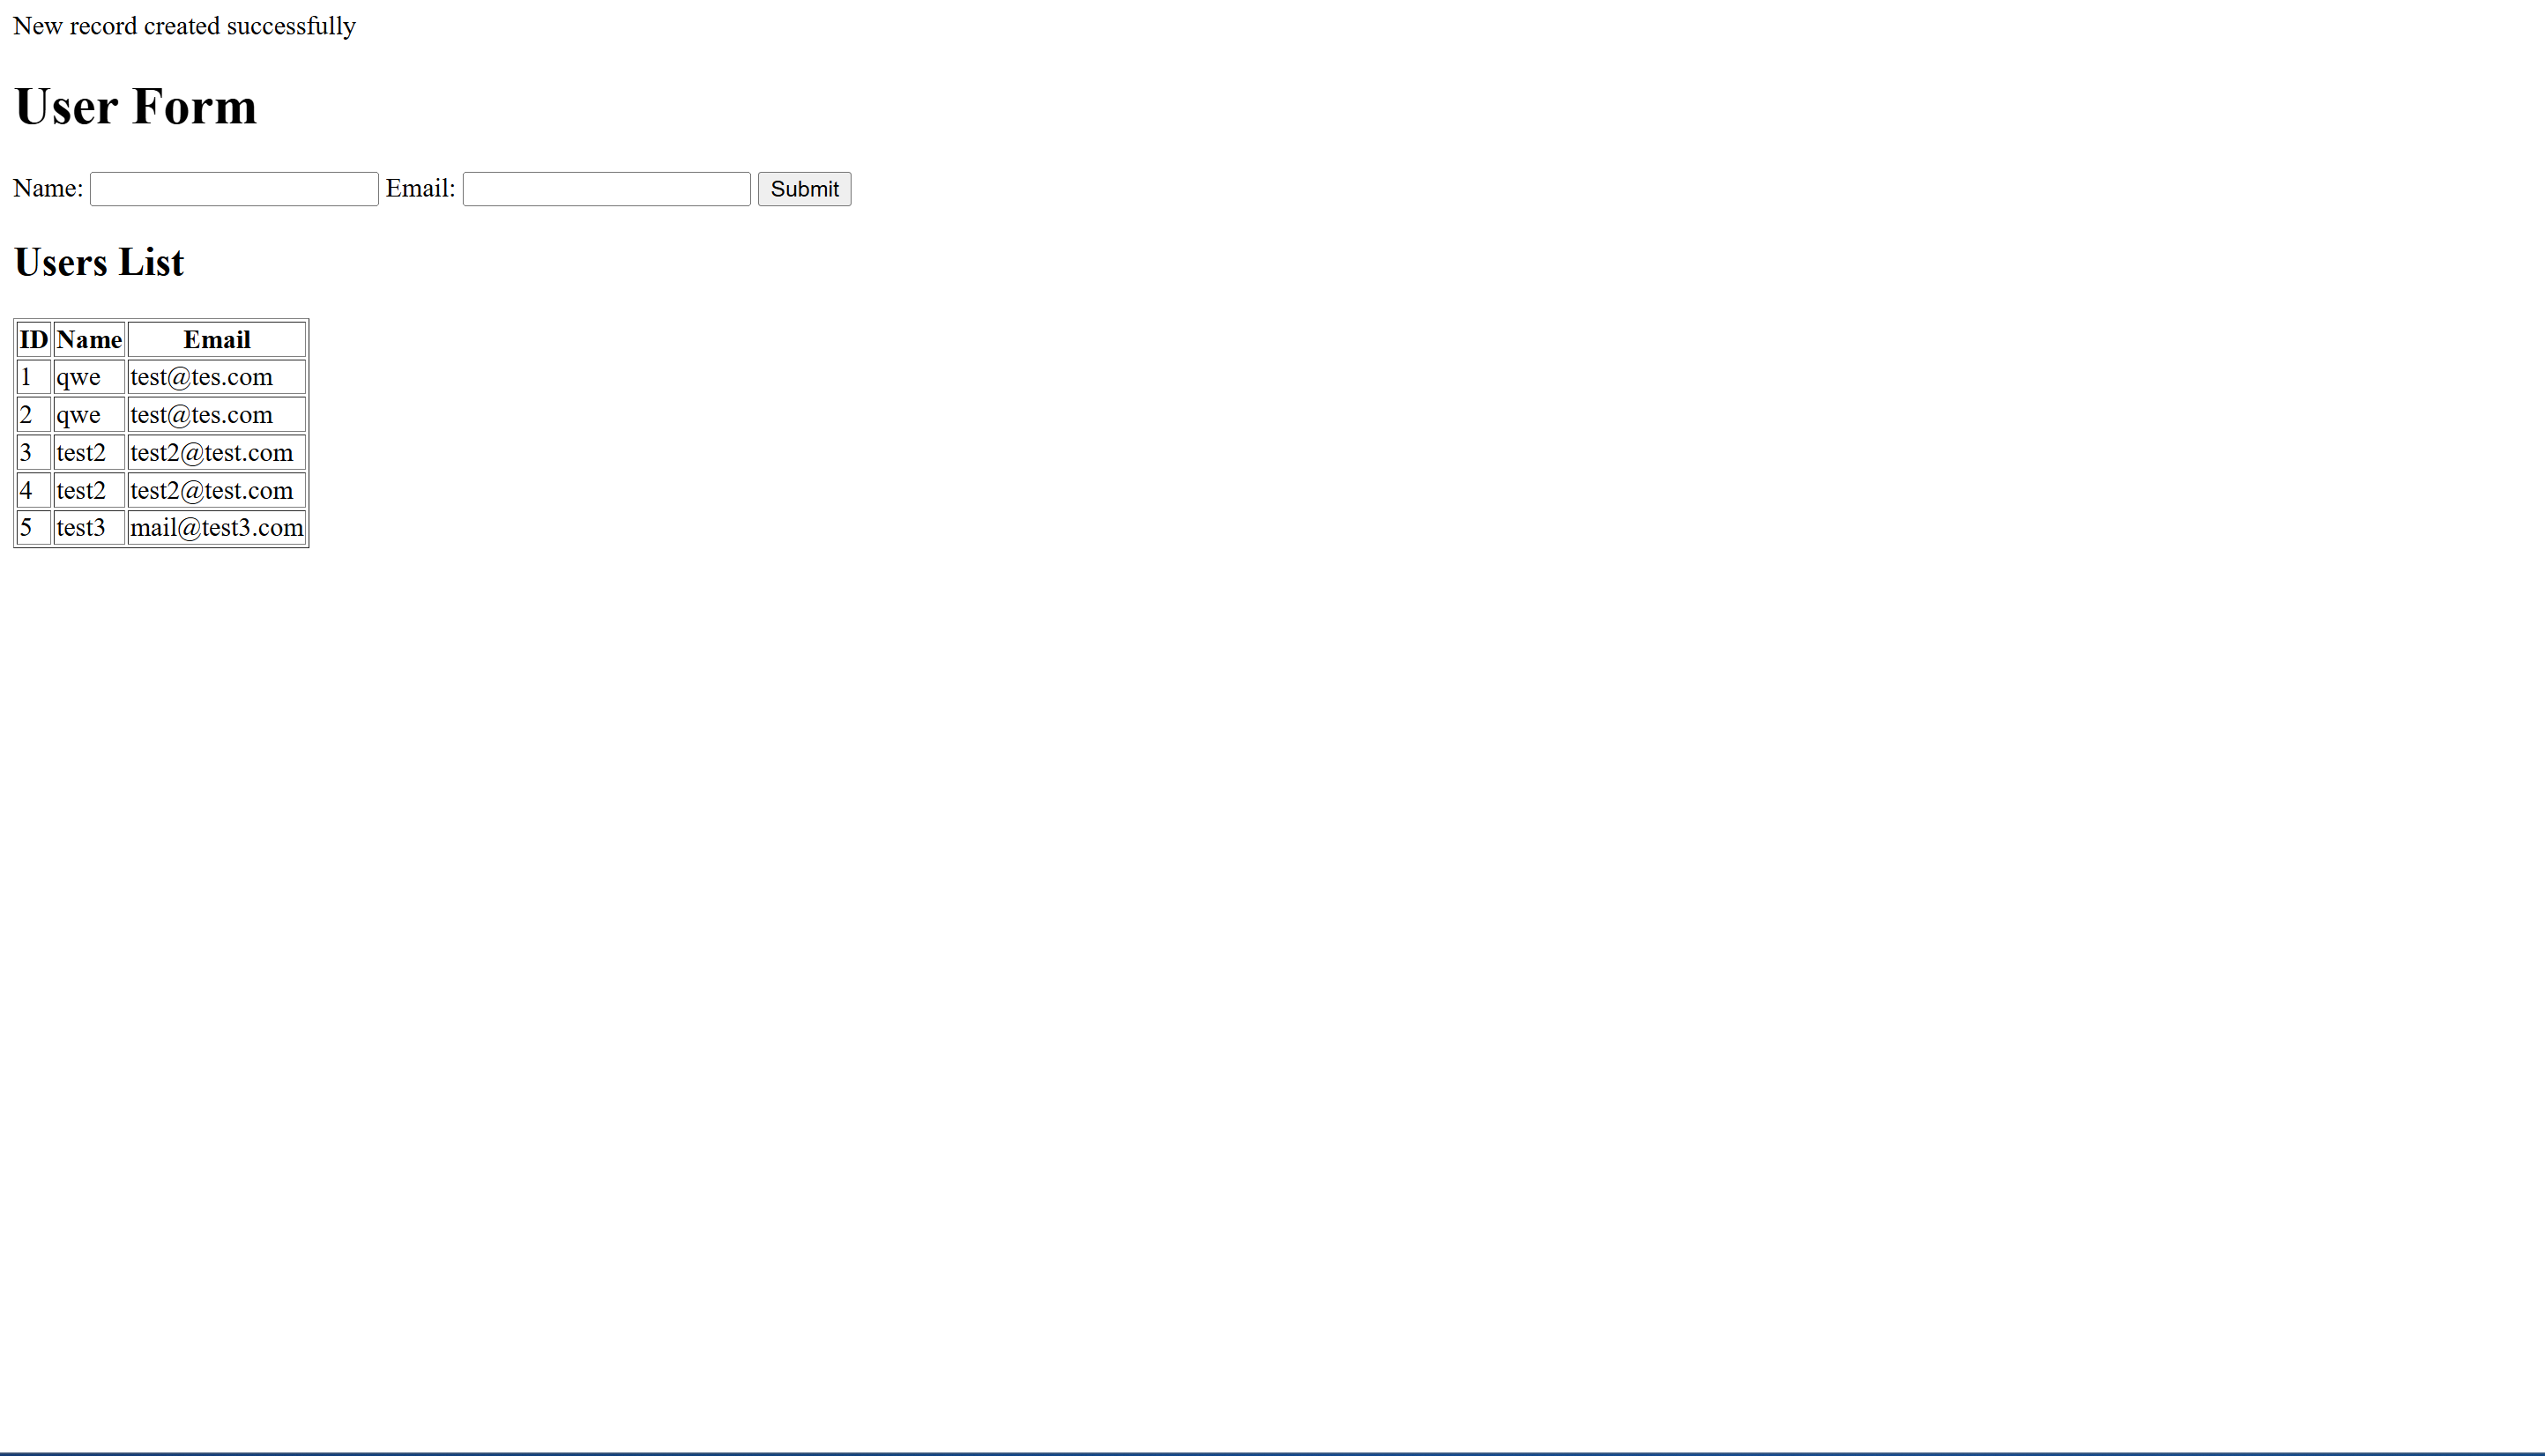 New record created successfully
User Form
Name: Email: Submit
Users List
ID Name Email
1 qwe test@tes.com
2 qwe test@tes.com
3 test2 test2@test.com
4 test2 test2@test.com
5 test3 mail@test3.com